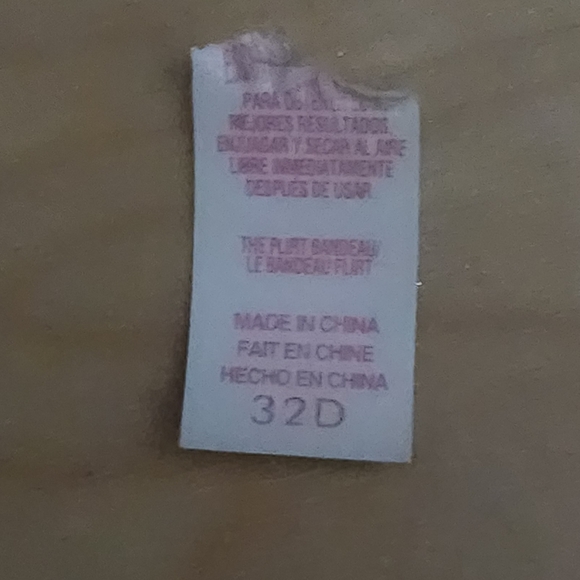 PARA
MEJORES RESULTADOS,
ENJUAGAR Y SECAR AL AIRE
LIBRE INMEDIATAMENTE
DESPUÉS DE USAR.
THE FLIRT BANDEAU/
LE BANDEAU FLIRT
MADE IN CHINA
FAIT EN CHINE
HECHO EN CHINA
32D